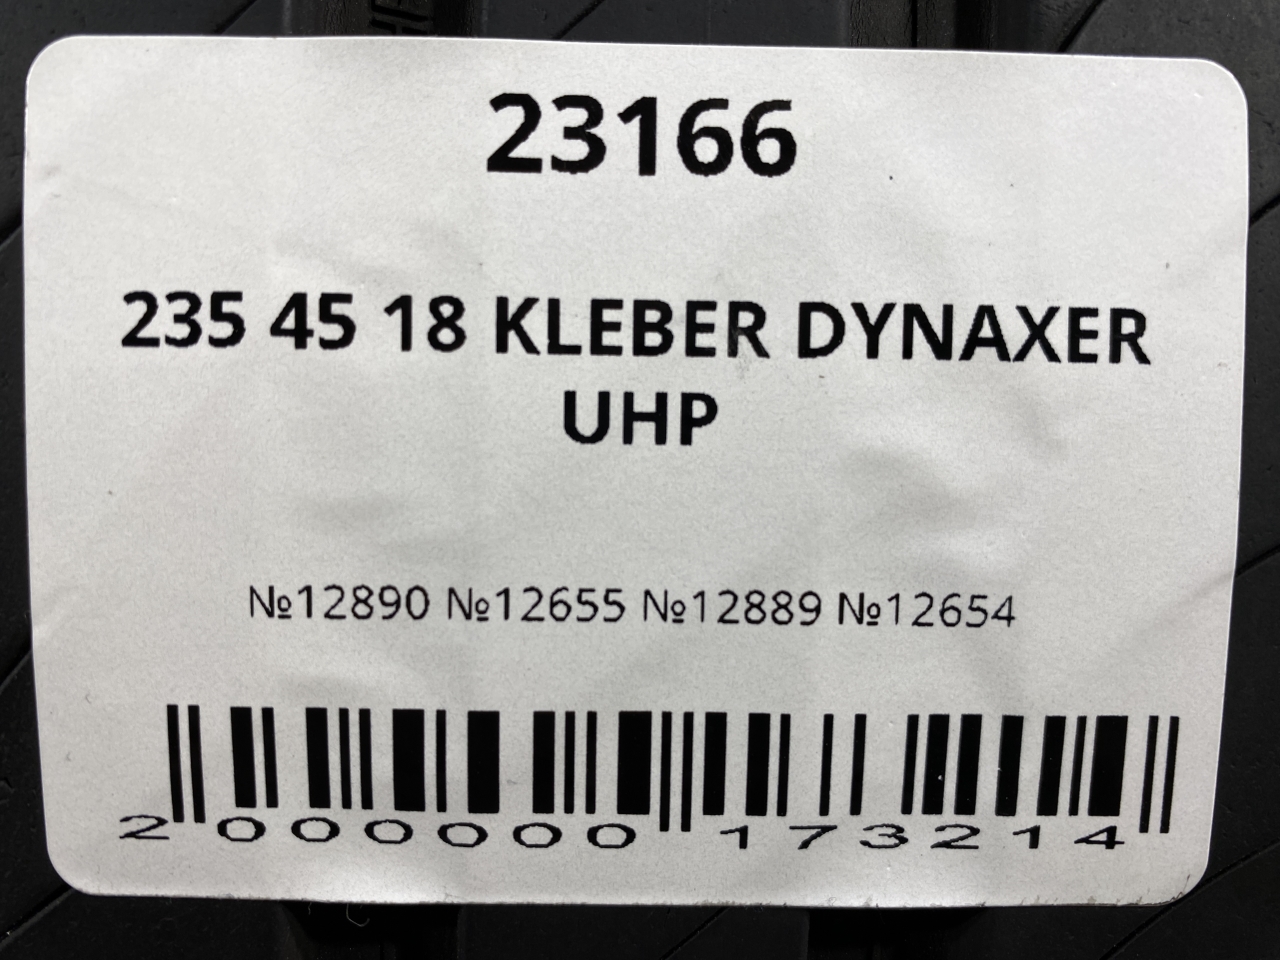 23166
235 45 18 KLEBER DYNAXER
UHP
№12890 №12655 №12889 №12654
2 000000 173214